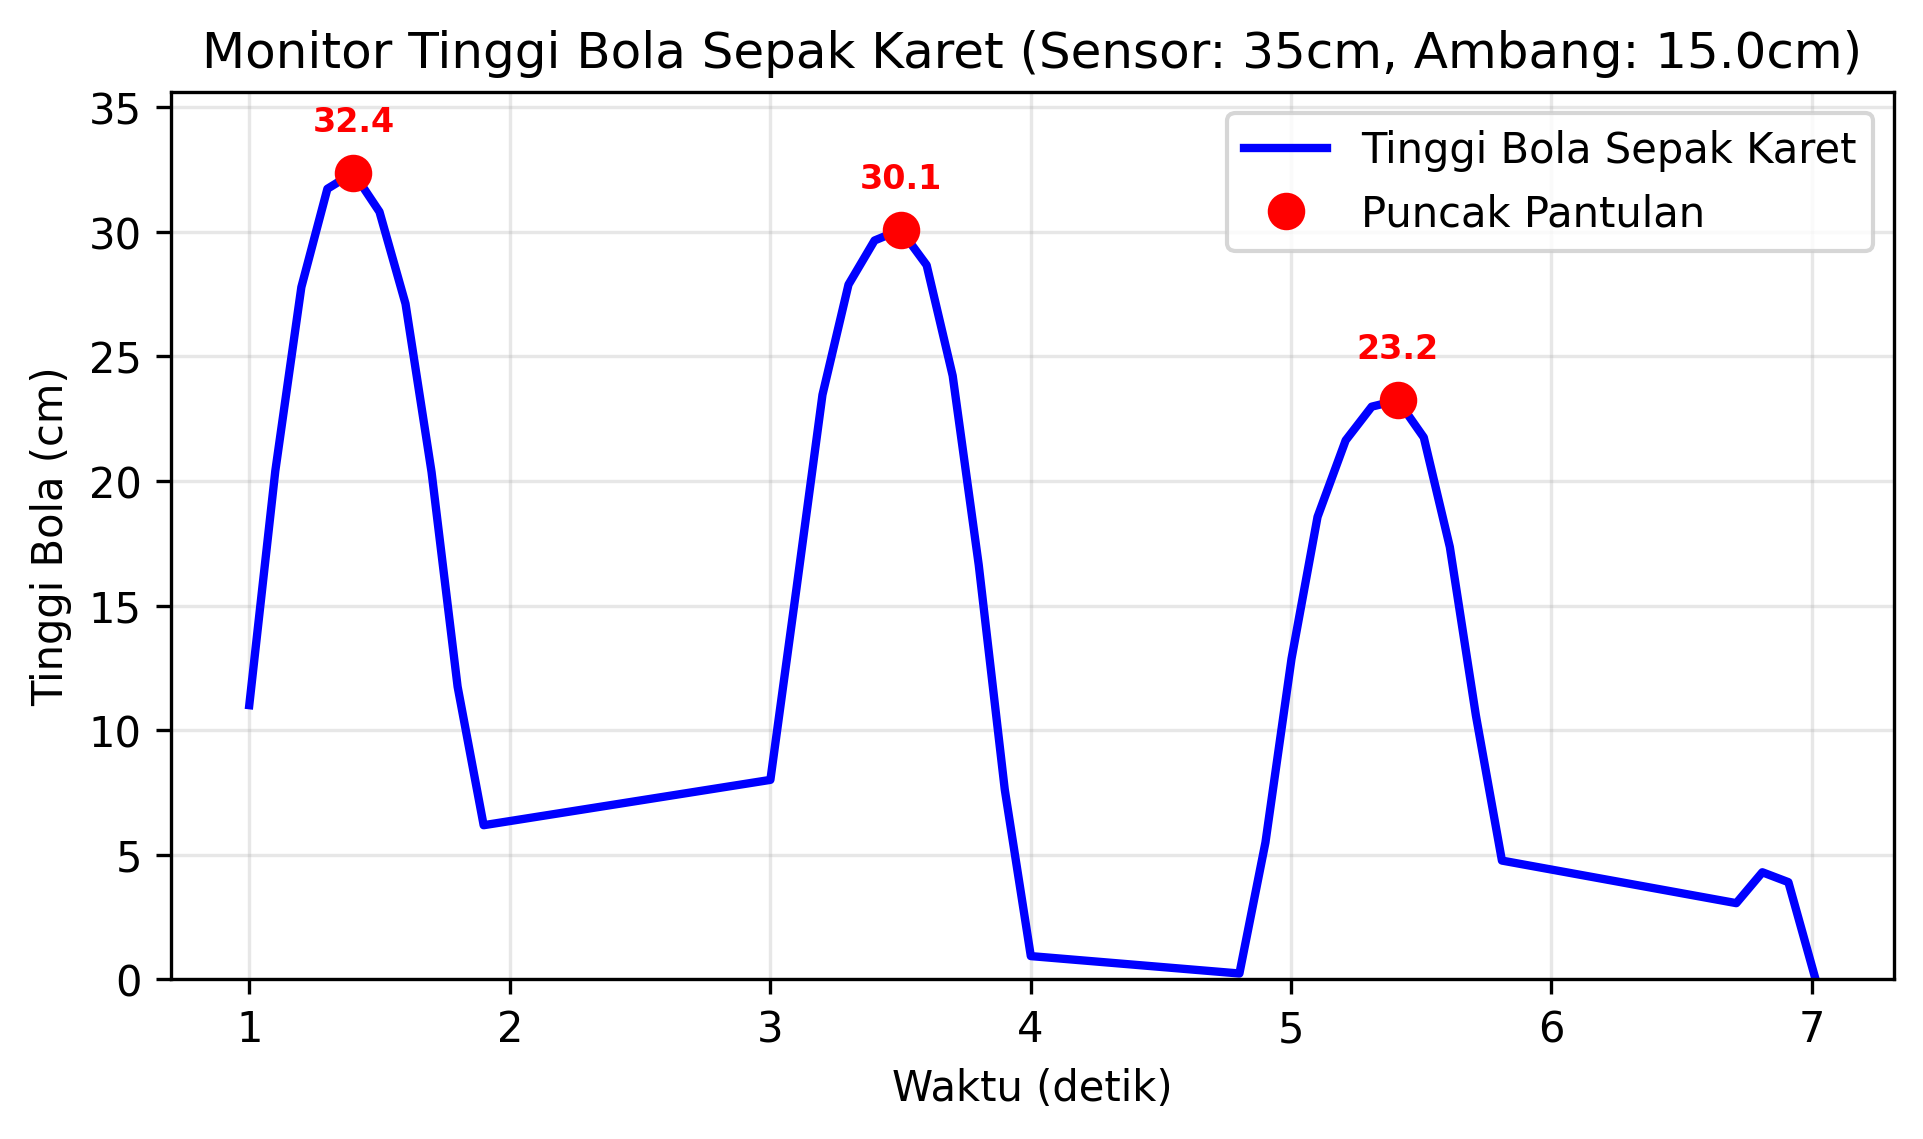 Monitor Tinggi Bola Sepak Karet (Sensor: 35cm, Ambang: 15.0cm)
Tinggi Bola Sepak Karet
Puncak Pantulan
32.4
30.1
23.2
Tinggi Bola (cm)
35
30
25
20
15
10
5
0
1 2 3 4 5 6 7
Waktu (detik)